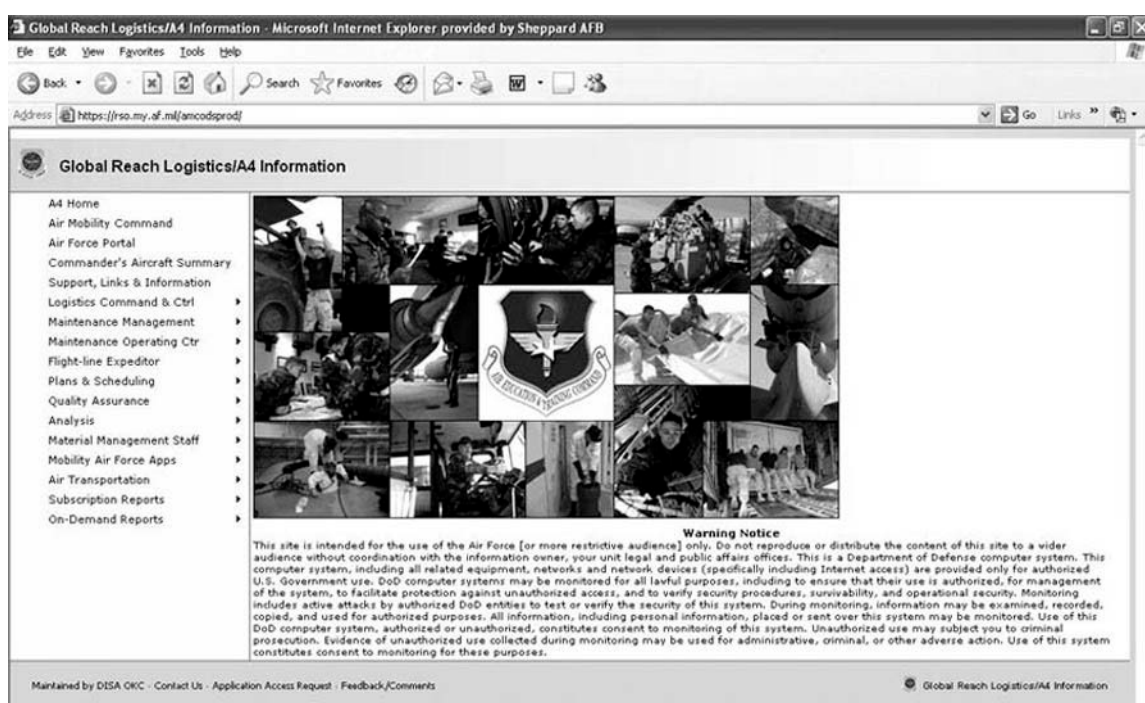 Global Reach Logistics/A4 Information - Microsoft Internet Explorer provided by Sheppard AFB
File Edit View Favorites Tools Help
Back Search Favorites
Address https://rso.my.af.mil/amcodsprod/ Go Links »
Global Reach Logistics/A4 Information
A4 Home
Air Mobility Command
Air Force Portal
Commander's Aircraft Summary
Support, Links & Information
Logistics Command & Ctrl
Maintenance Management
Maintenance Operating Ctr
Flight-line Expeditor
Plans & Scheduling
Quality Assurance
Analysis
Material Management Staff
Mobility Air Force Apps
Air Transportation
Subscription Reports
On-Demand Reports
AIR EDUCATION & TRAINING COMMAND
Warning Notice
This site is intended for the use of the Air Force [or more restrictive audience] only. Do not reproduce or distribute the content of this site to a wider
audience without coordination with the information owner, your unit legal and public affairs offices. This is a Department of Defense computer system. This
computer system, including all related equipment, networks and network devices (specifically including Internet access) are provided only for authorized
U.S. Government use. DoD computer systems may be monitored for all lawful purposes, including to ensure that their use is authorized, for management
of the system, to facilitate protection against unauthorized access, and to verify security procedures, survivability, and operational security. Monitoring
includes active attacks by authorized DoD entities to test or verify the security of this system. During monitoring, information may be examined, recorded,
copied, and used for authorized purposes. All information, including personal information, placed or sent over this system may be monitored. Use of this
DoD computer system, authorized or unauthorized, constitutes consent to monitoring of this system. Unauthorized use may subject you to criminal
prosecution. Evidence of unauthorized use collected during monitoring may be used for administrative, criminal, or other adverse action. Use of this system
constitutes consent to monitoring for these purposes.
Maintained by DISA OKC - Contact Us - Application Access Request - Feedback/Comments
Global Reach Logistics/A4 Information